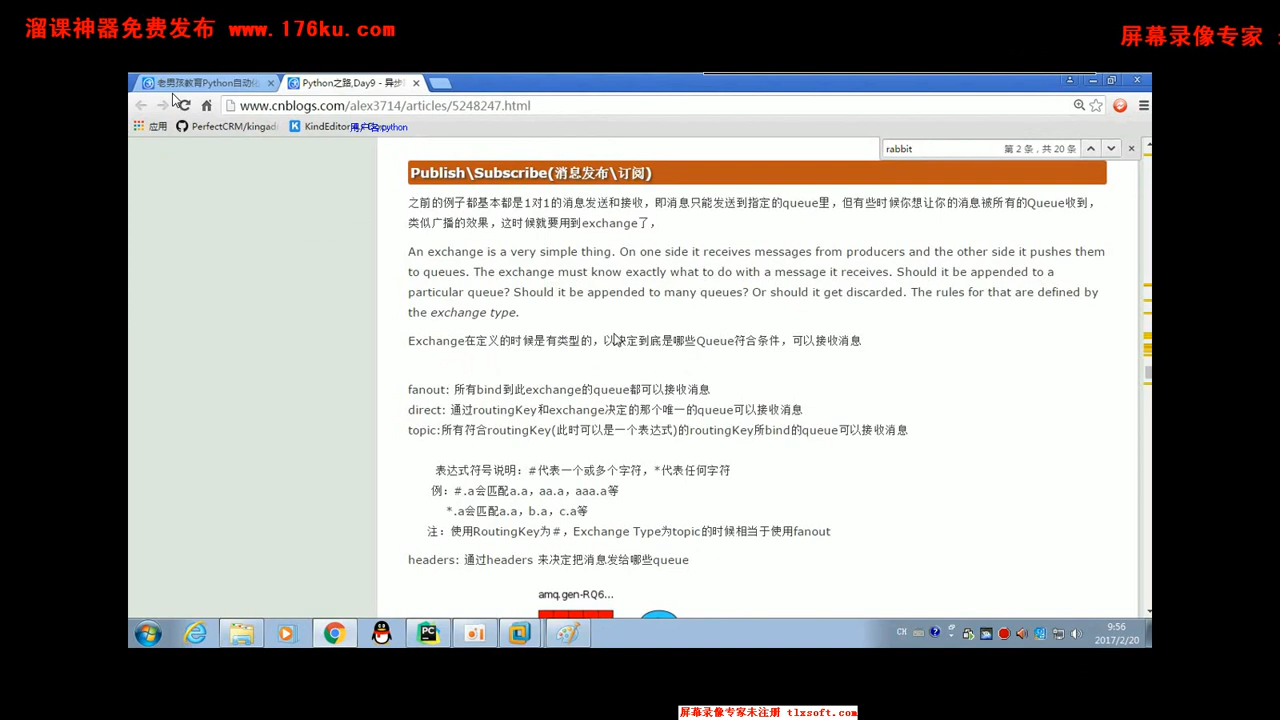 溜课神器免费发布 www.176ku.com
屏幕录像专家
老男孩教育Python自动化
Python之路,Day9 - 异步
www.cnblogs.com/alex3714/articles/5248247.html
应用
PerfectCRM/kingad
KindEditor
用户名python
rabbit
第 2 条，共 20 条
Publish\Subscribe(消息发布\订阅)
之前的例子都基本都是1对1的消息发送和接收，即消息只能发送到指定的queue里，但有些时候你想让你的消息被所有的Queue收到，
类似广播的效果，这时候就要用到exchange了，
An exchange is a very simple thing. On one side it receives messages from producers and the other side it pushes them
to queues. The exchange must know exactly what to do with a message it receives. Should it be appended to a
particular queue? Should it be appended to many queues? Or should it get discarded. The rules for that are defined by
the exchange type.
Exchange在定义的时候是有类型的，以决定到底是哪些Queue符合条件，可以接收消息
fanout: 所有bind到此exchange的queue都可以接收消息
direct: 通过routingKey和exchange决定的那个唯一的queue可以接收消息
topic:所有符合routingKey(此时可以是一个表达式)的routingKey所bind的queue可以接收消息
表达式符号说明：#代表一个或多个字符，*代表任何字符
例：#.a会匹配a.a，aa.a，aaa.a等
*.a会匹配a.a，b.a，c.a等
注：使用RoutingKey为#，Exchange Type为topic的时候相当于使用fanout
headers: 通过headers 来决定把消息发给哪些queue
amq.gen-RQ6...
CH
9:56
2017/2/20
屏幕录像专家未注册 tlxsoft.com